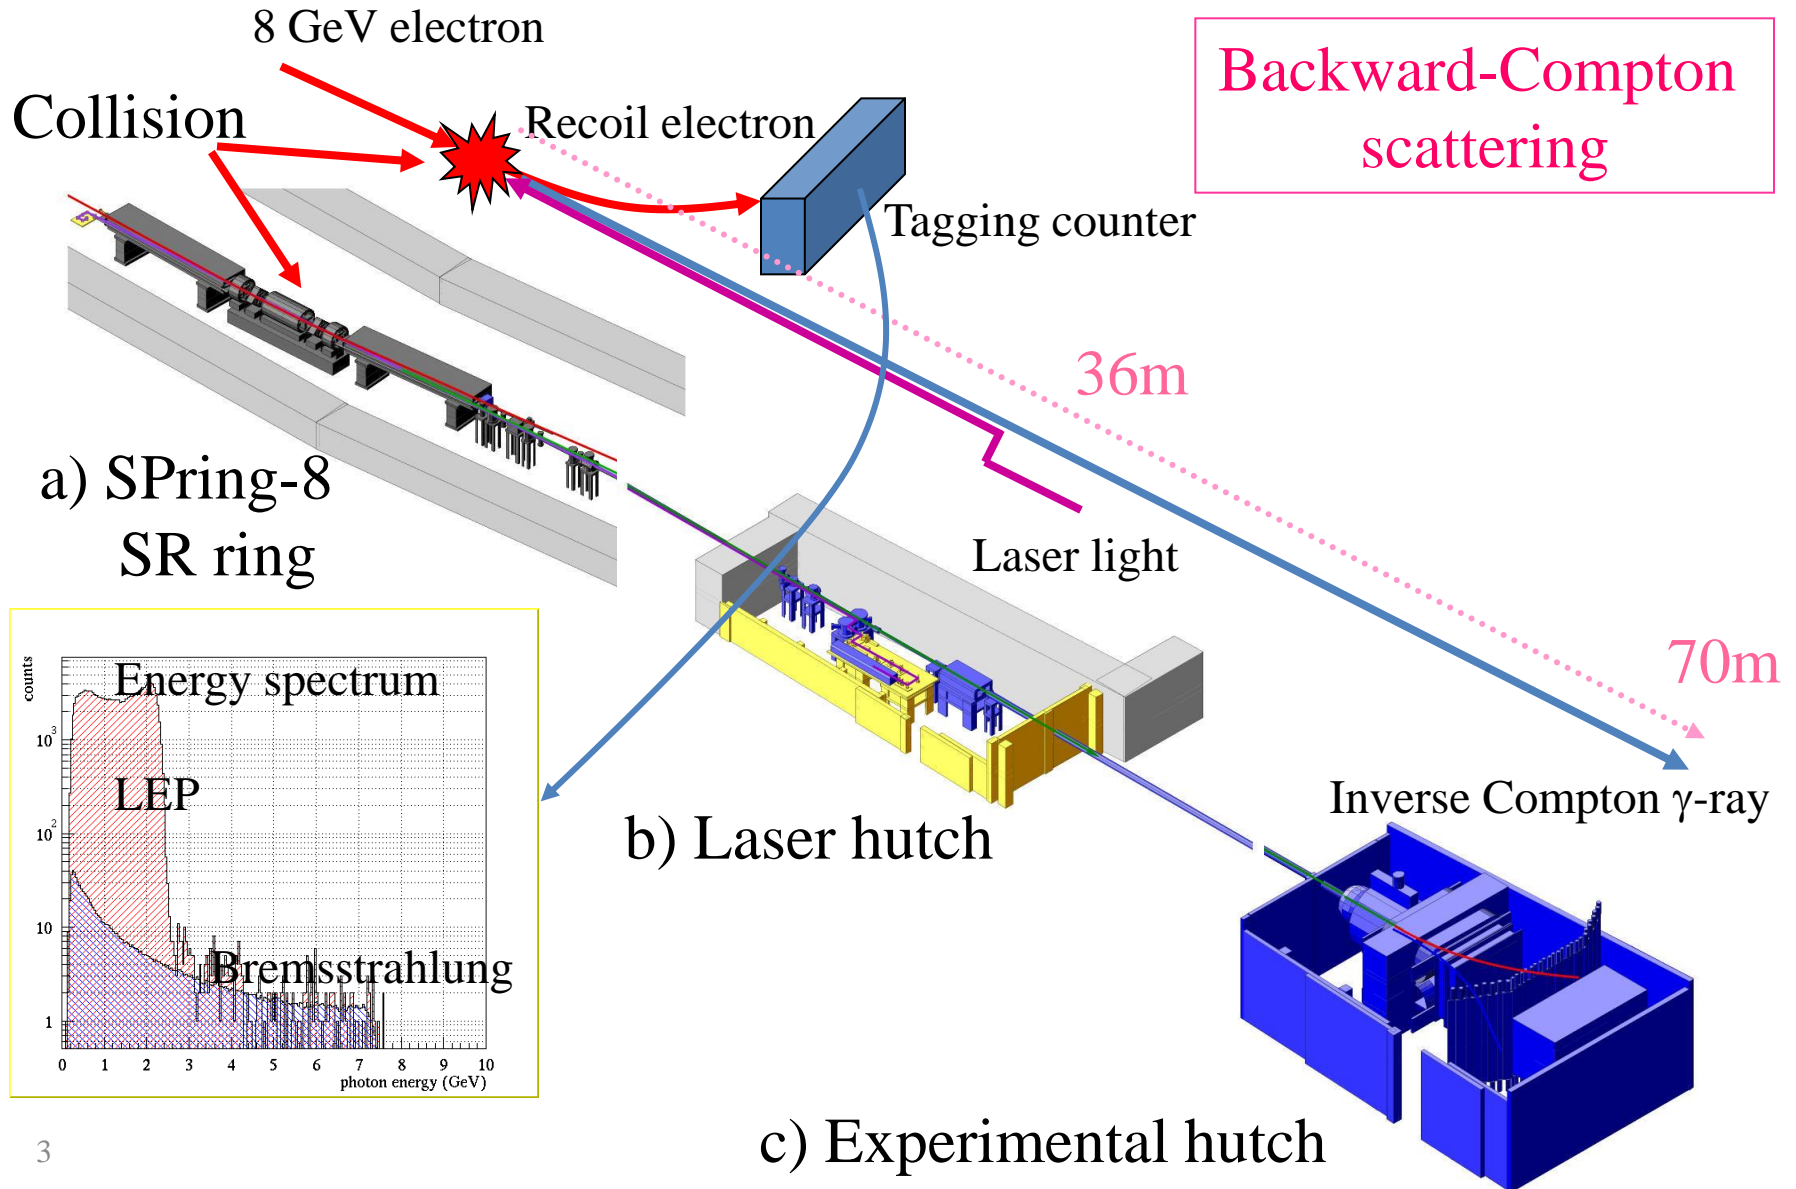 8 GeV electron
Backward-Compton
scattering
Collision
Recoil electron
Tagging counter
36m
a) SPring-8
SR ring
Laser light
70m
counts
Energy spectrum
10³
LEP
10²
10
Bremsstrahlung
1
0 1 2 3 4 5 6 7 8 9 10
photon energy (GeV)
Inverse Compton γ-ray
b) Laser hutch
c) Experimental hutch
3